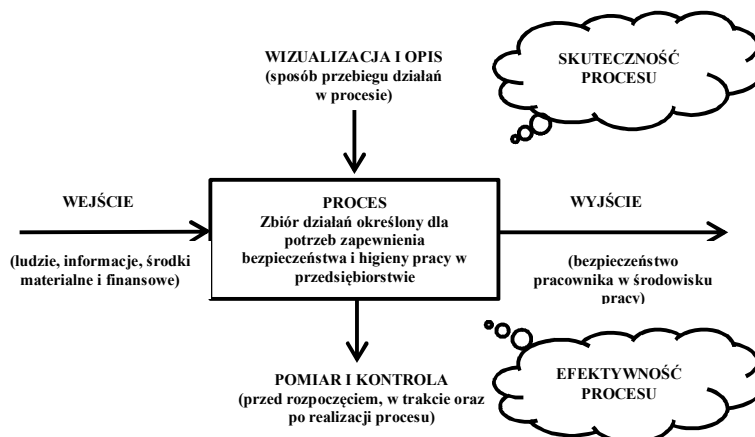 WIZUALIZACJA I OPIS
(sposób przebiegu działań
w procesie)
SKUTECZNOŚĆ
PROCESU
WEJŚCIE
(ludzie, informacje, środki
materialne i finansowe)
PROCES
Zbiór działań określony dla
potrzeb zapewnienia
bezpieczeństwa i higieny pracy w
przedsiębiorstwie
WYJŚCIE
(bezpieczeństwo
pracownika w środowisku
pracy)
POMIAR I KONTROLA
(przed rozpoczęciem, w trakcie oraz
po realizacji procesu)
EFEKTYWNOŚĆ
PROCESU